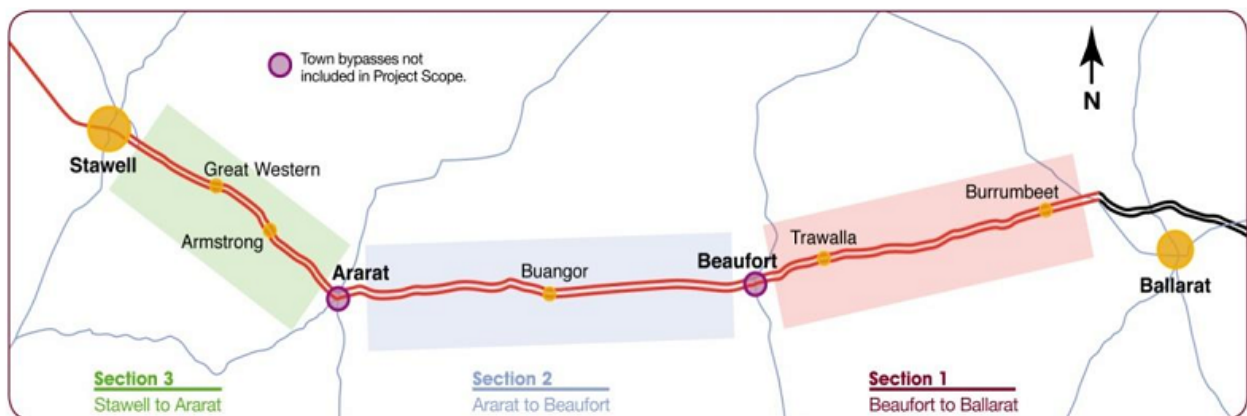 Town bypasses not
included in Project Scope.
N
Stawell
Great Western
Armstrong
Ararat
Buangor
Beaufort
Trawalla
Burrumbeet
Ballarat
Section 3
Stawell to Ararat
Section 2
Ararat to Beaufort
Section 1
Beaufort to Ballarat